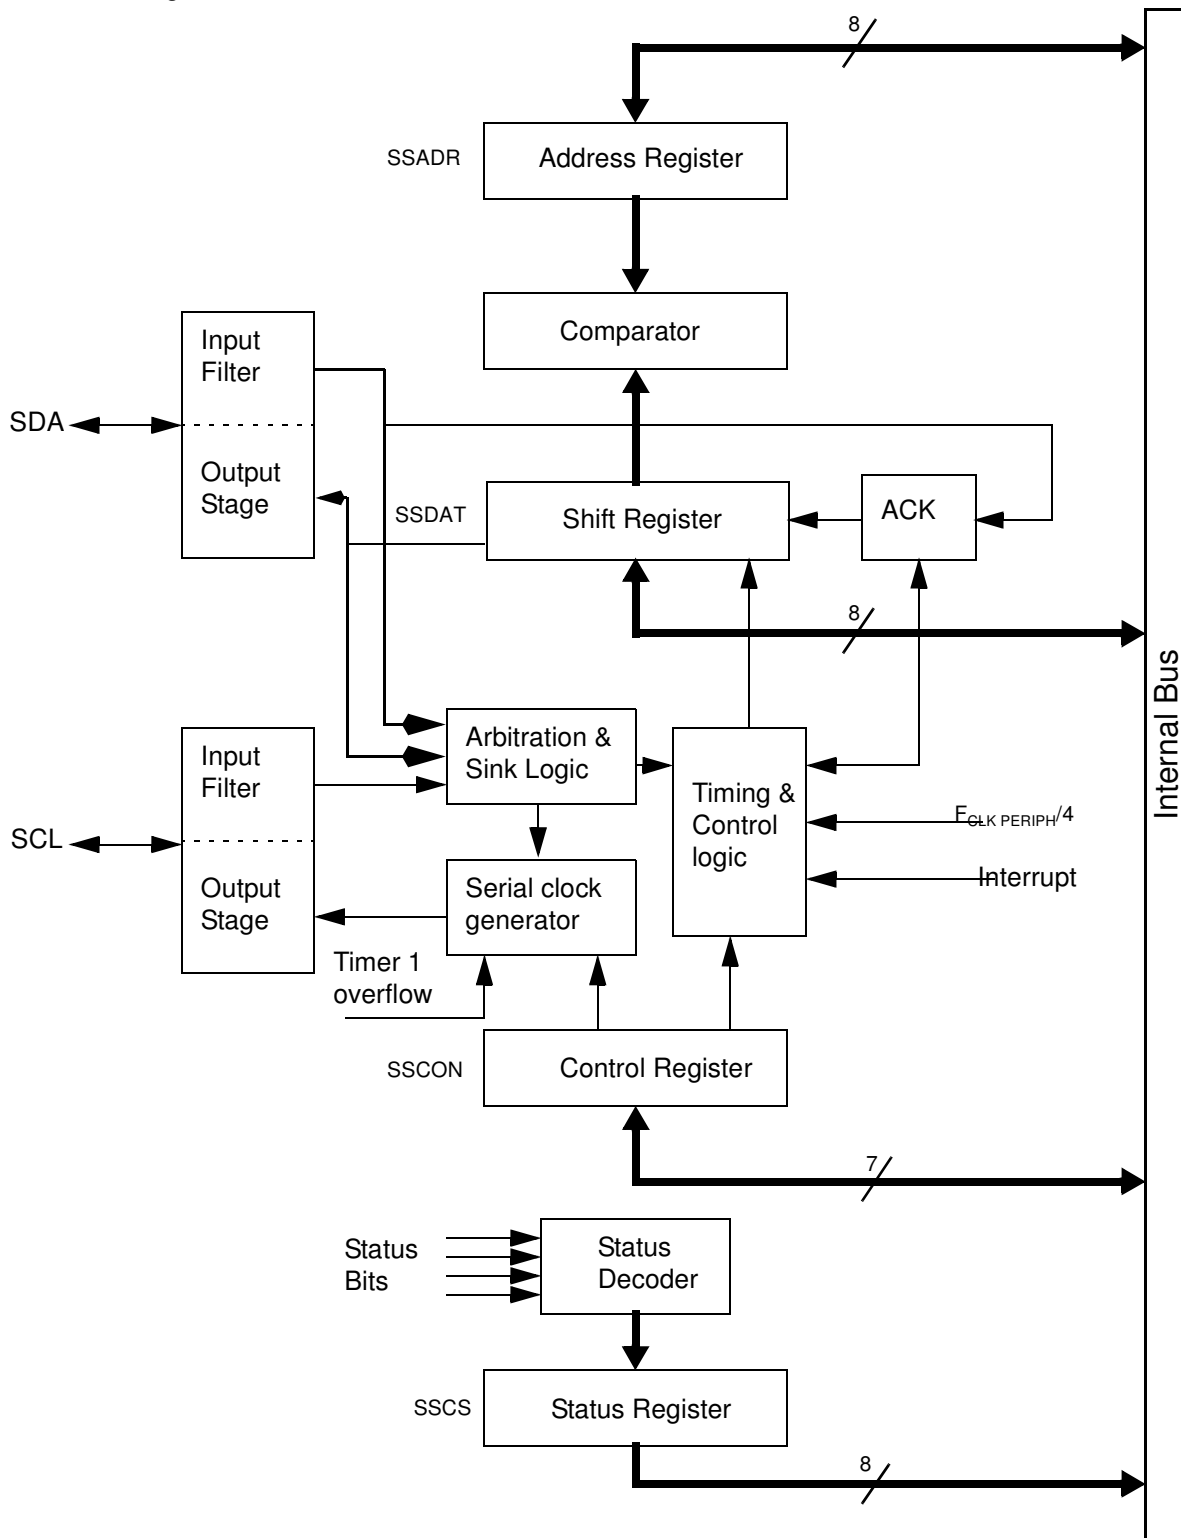 8
SSADR
Address Register
Comparator
Input
Filter
SDA
Output
Stage
SSDAT
Shift Register
ACK
8
Internal Bus
Arbitration &
Sink Logic
Input
Filter
Timing &
Control
logic
FCLK PERIPH/4
SCL
Output
Stage
Serial clock
generator
Interrupt
Timer 1
overflow
SSCON
Control Register
7
Status
Bits
Status
Decoder
SSCS
Status Register
8